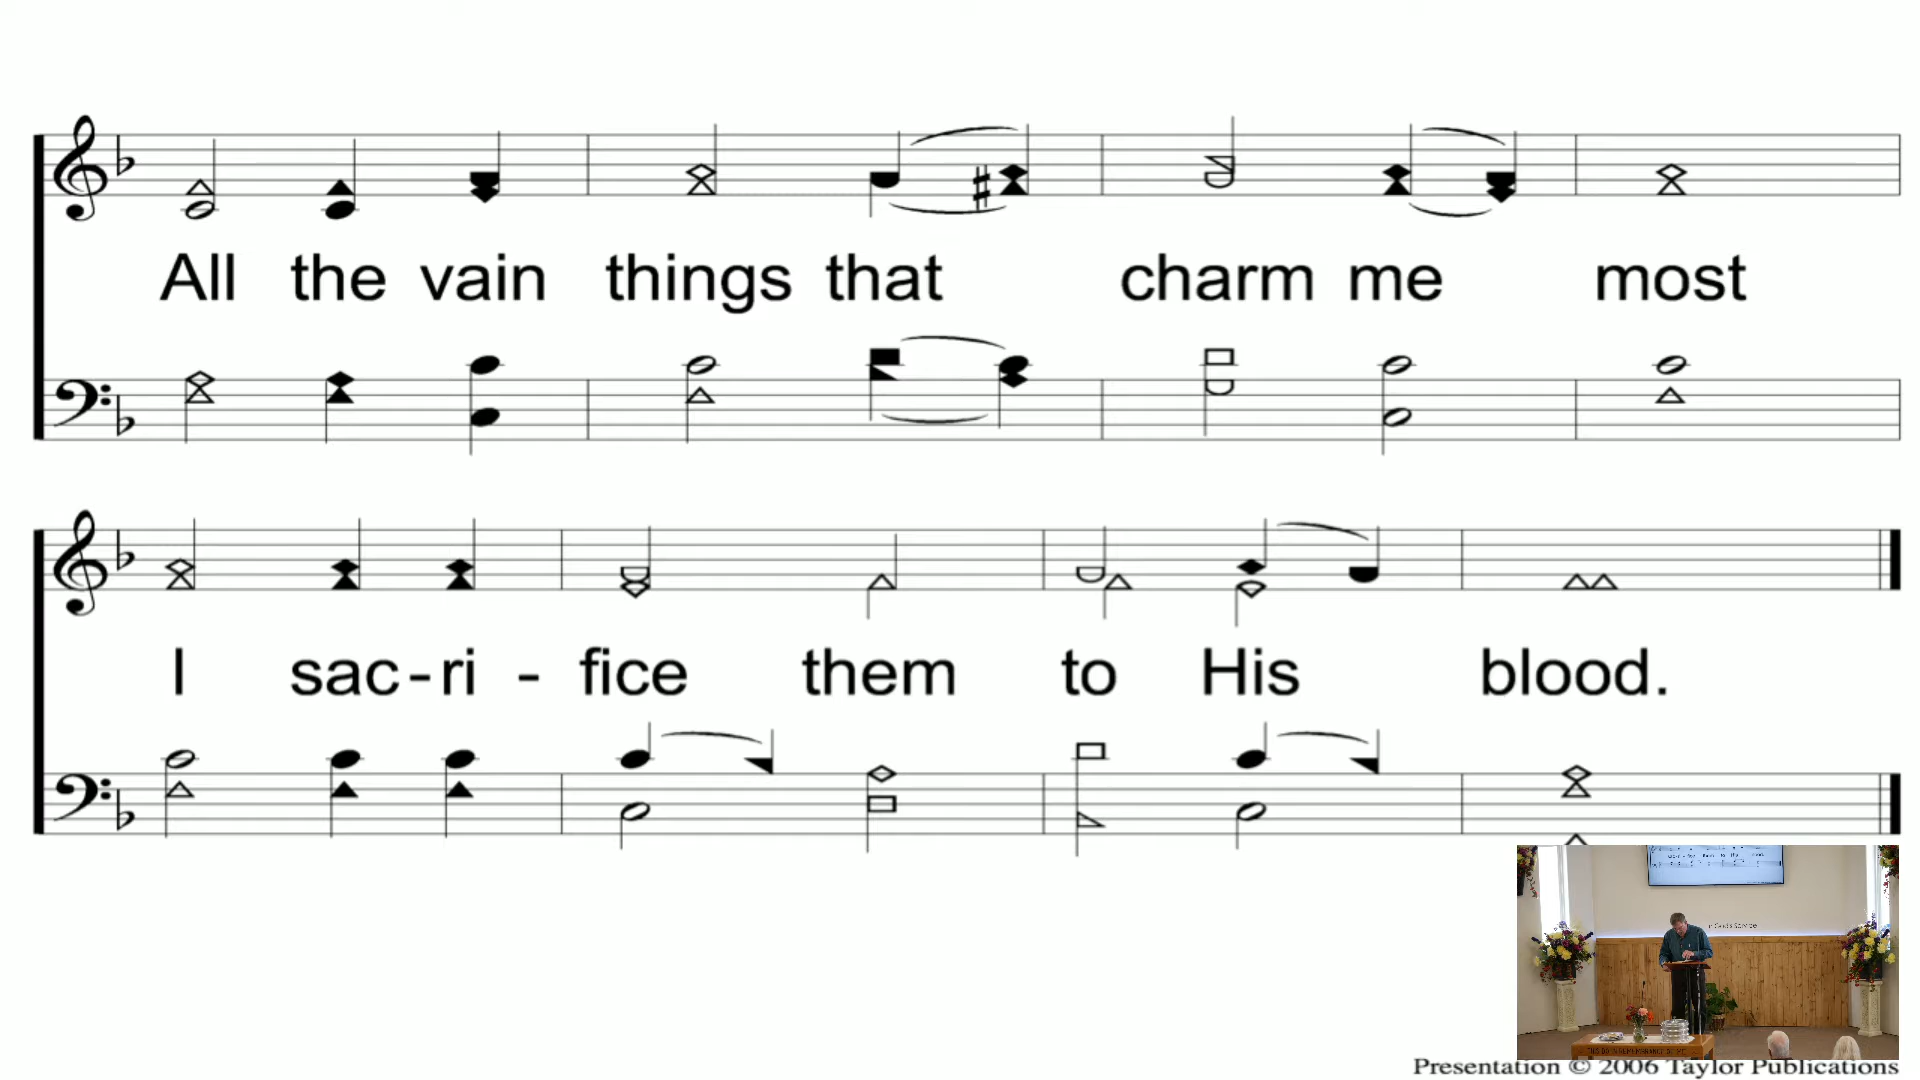 All the vain things that charm me most
I sac-ri - fice them to His blood.
Presentation © 2006 Taylor Publications